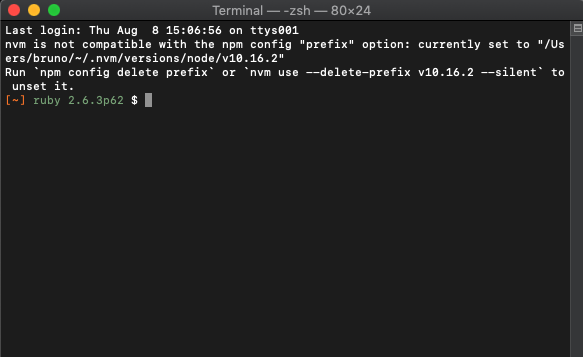 Terminal — -zsh — 80×24
Last login: Thu Aug  8 15:06:56 on ttys001
nvm is not compatible with the npm config "prefix" option: currently set to "/Us
ers/bruno/~/.nvm/versions/node/v10.16.2"
Run `npm config delete prefix` or `nvm use --delete-prefix v10.16.2 --silent` to
 unset it.
[~] ruby 2.6.3p62 $